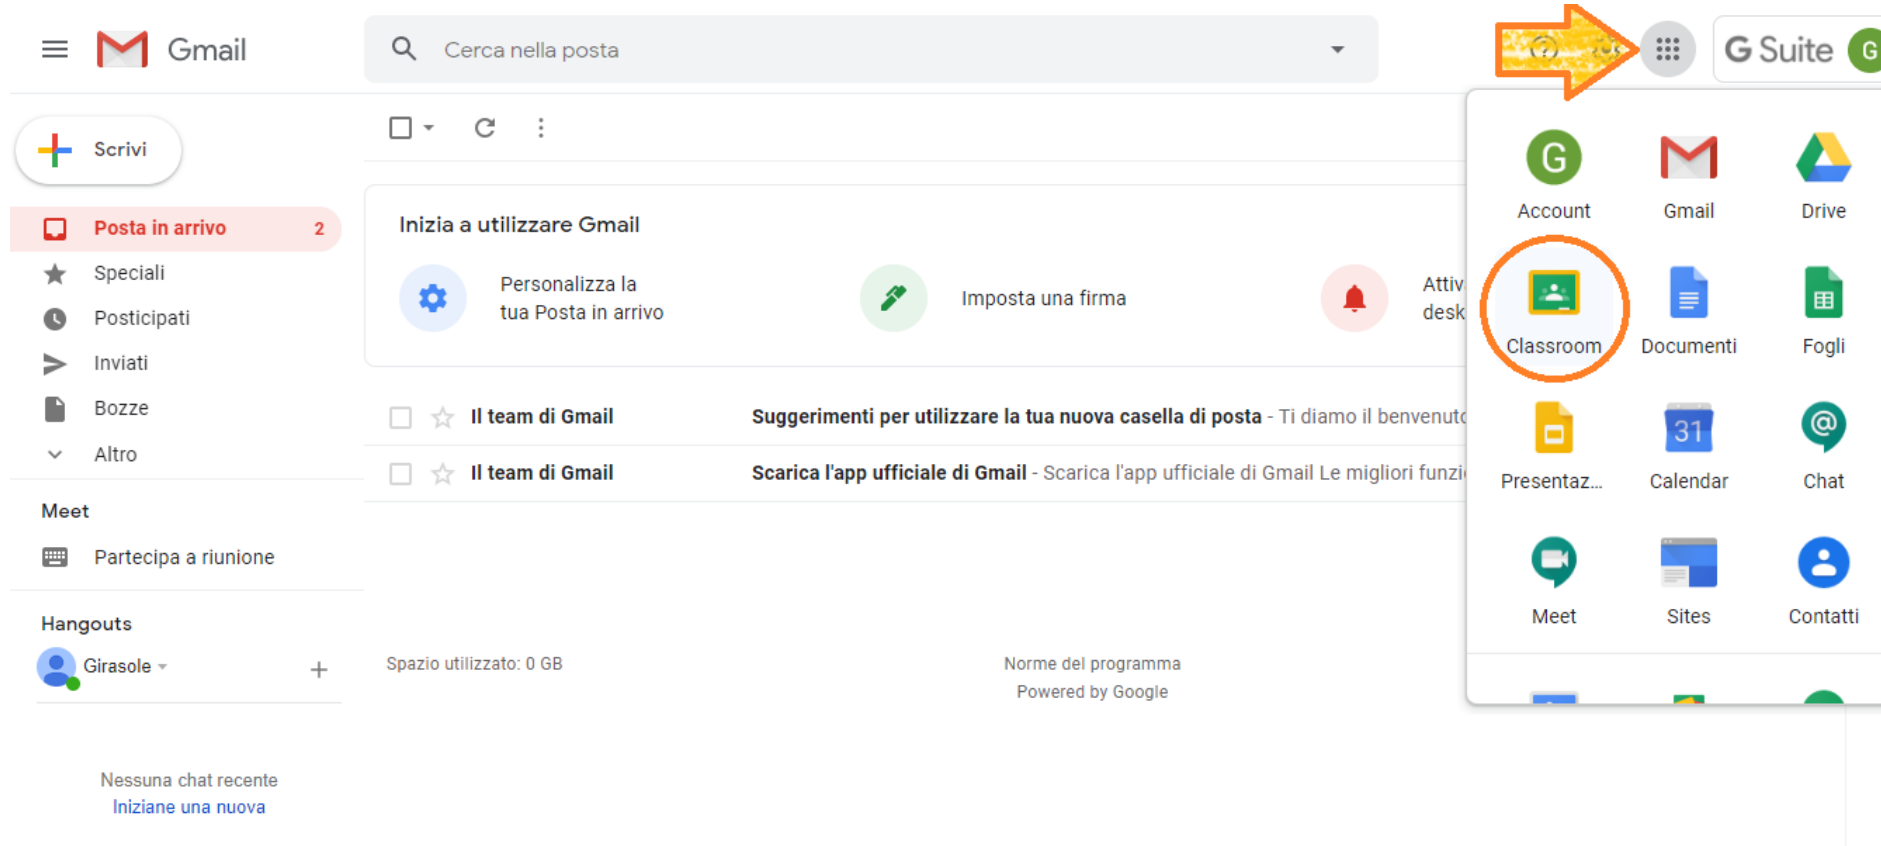 Gmail
Cerca nella posta
G Suite
G
Scrivi
Posta in arrivo 2
Speciali
Posticipati
Inviati
Bozze
Altro
Meet
Partecipa a riunione
Hangouts
Girasole
Nessuna chat recente
Iniziane una nuova
Inizia a utilizzare Gmail
Personalizza la
tua Posta in arrivo
Imposta una firma
Attiv
desk
Il team di Gmail Suggerimenti per utilizzare la tua nuova casella di posta - Ti diamo il benvenuto
Il team di Gmail Scarica l'app ufficiale di Gmail - Scarica l'app ufficiale di Gmail Le migliori funzi
Spazio utilizzato: 0 GB
Norme del programma
Powered by Google
G
Account Gmail Drive
Classroom Documenti Fogli
31
Presentaz... Calendar Chat
Meet Sites Contatti